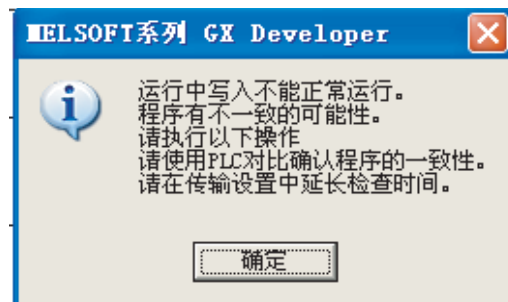 MELSOFT系列 GX Developer
运行中写入不能正常运行。
程序有不一致的可能性。
请执行以下操作
请使用PLC对比确认程序的一致性。
请在传输设置中延长检查时间。
确定